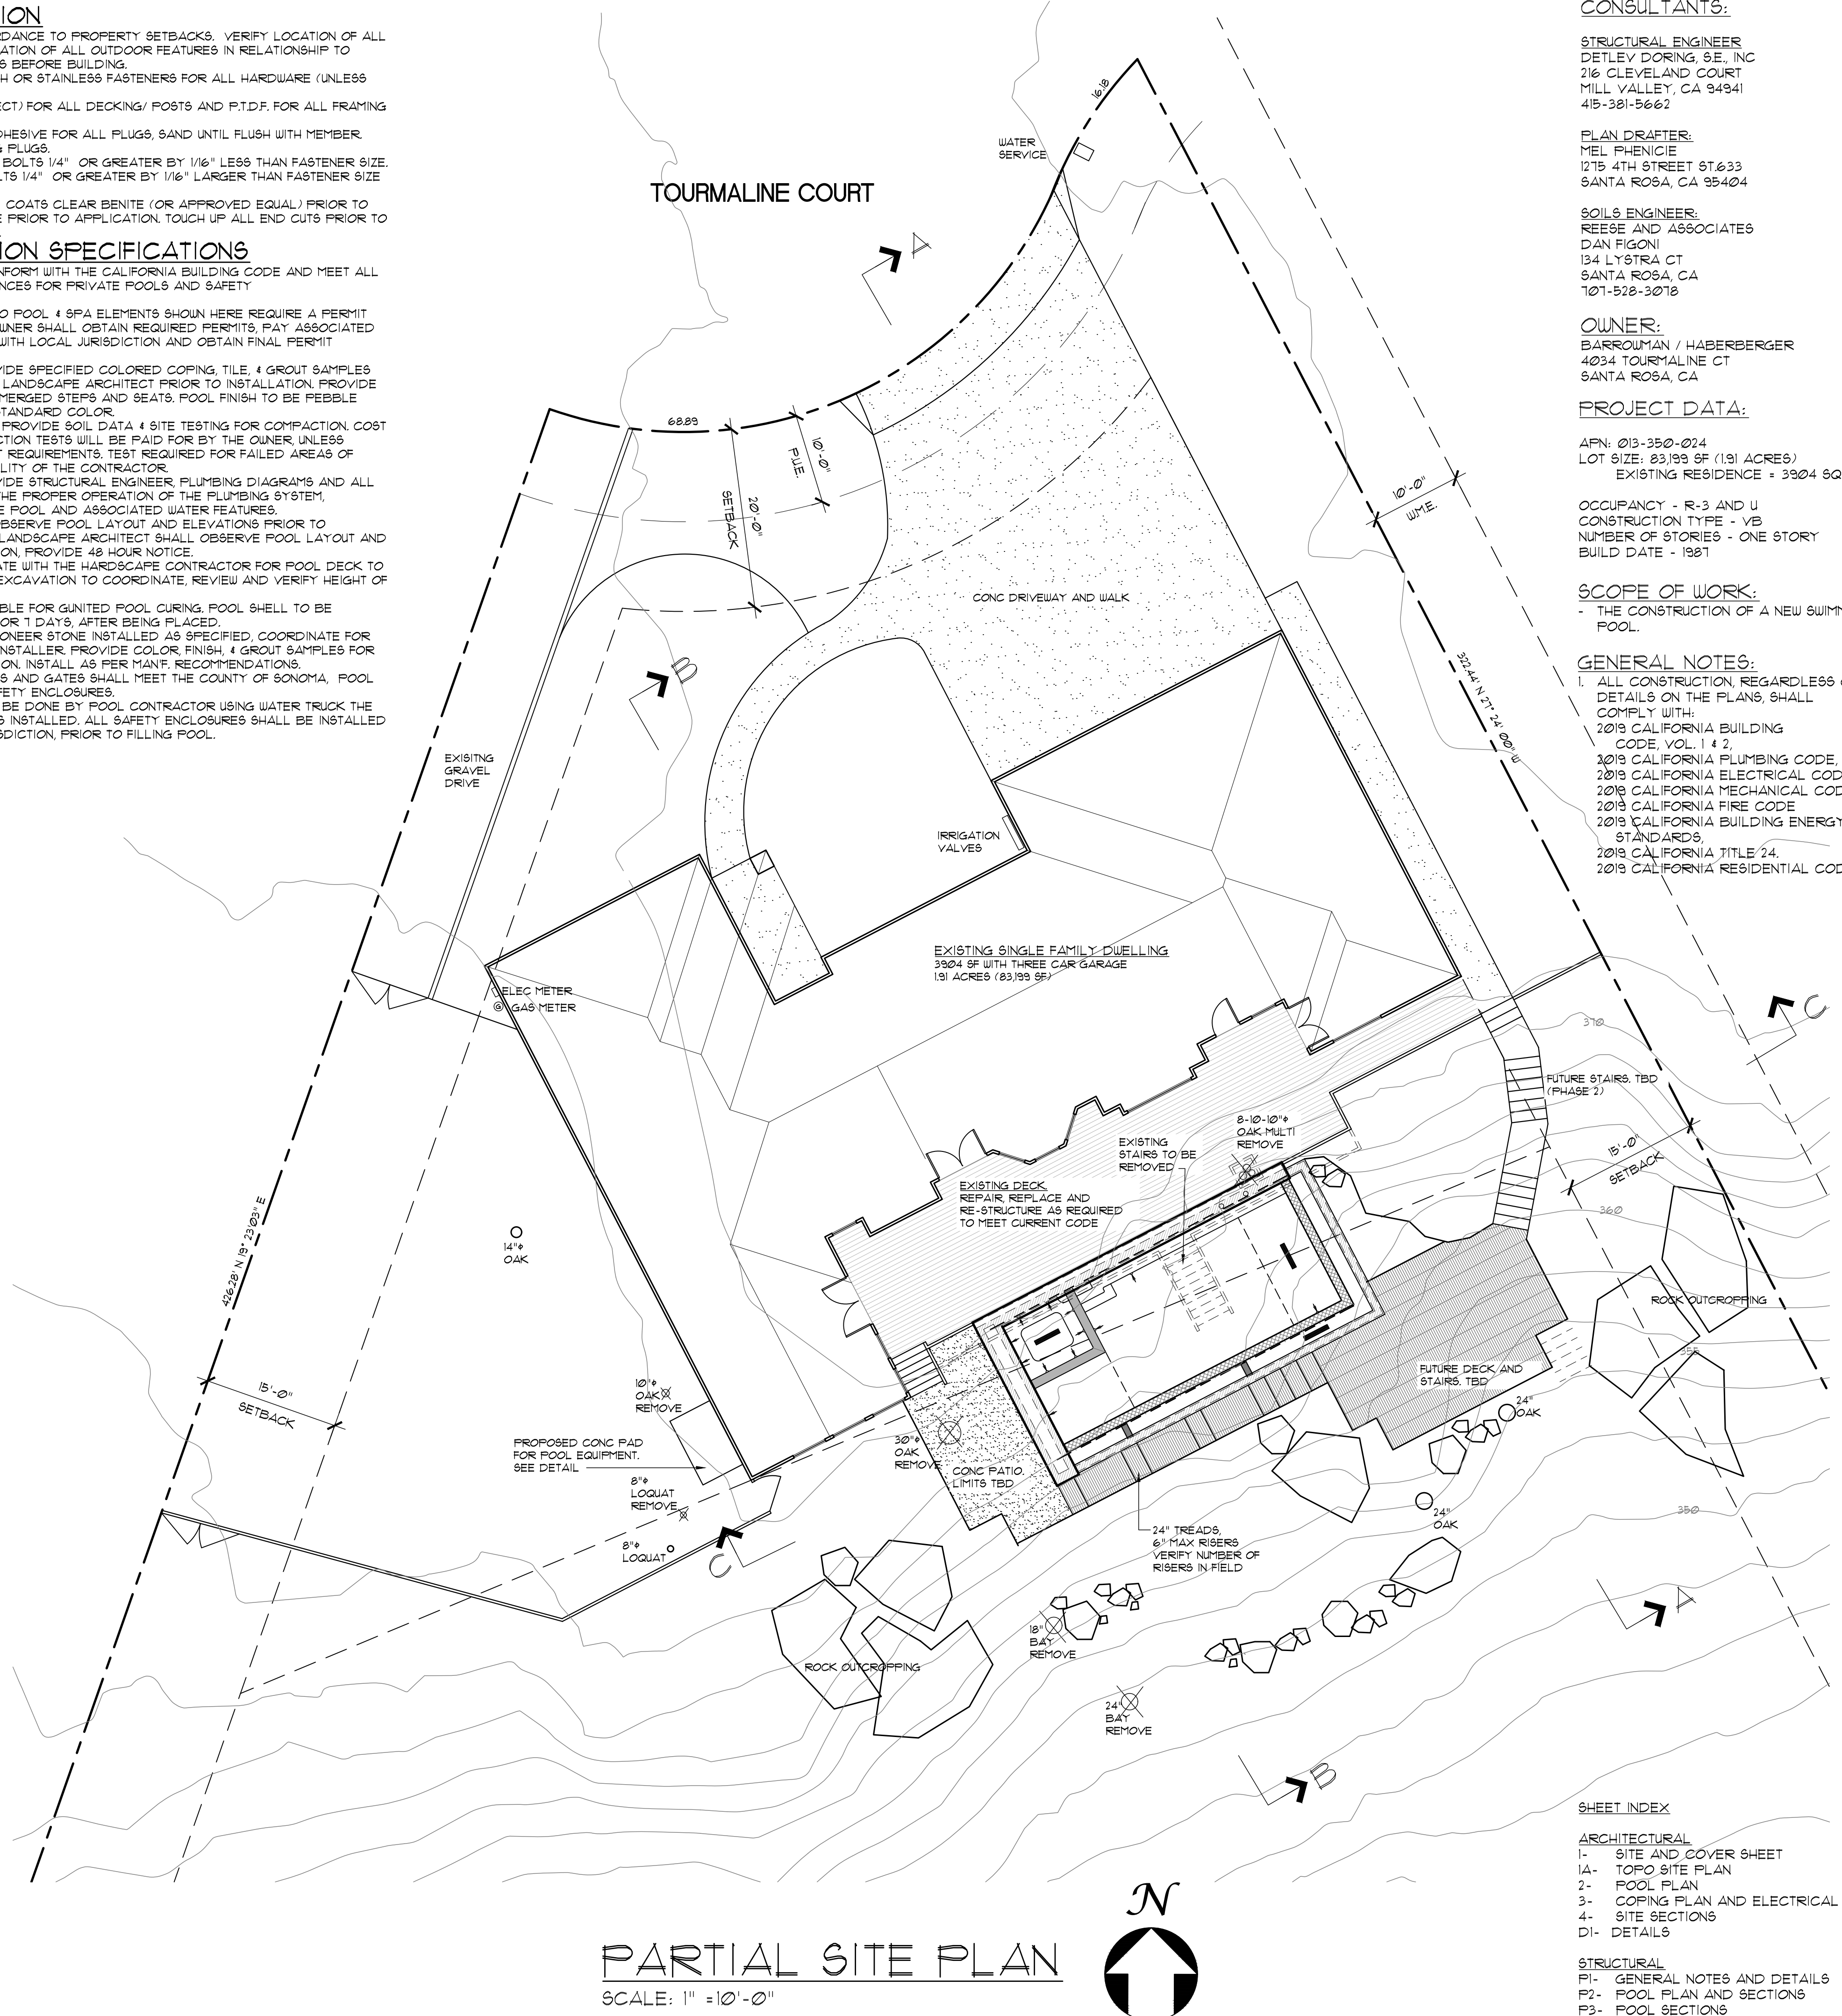 ION
RDANCE TO PROPERTY SETBACKS. VERIFY LOCATION OF ALL
ATION OF ALL OUTDOOR FEATURES IN RELATIONSHIP TO
S BEFORE BUILDING.
H OR STAINLESS FASTENERS FOR ALL HARDWARE (UNLESS
ECT) FOR ALL DECKING/ POSTS AND P.T.D.F. FOR ALL FRAMING
DHESIVE FOR ALL PLUGS, SAND UNTIL FLUSH WITH MEMBER.
G PLUGS.
BOLTS 1/4" OR GREATER BY 1/16" LESS THAN FASTENER SIZE.
LTS 1/4" OR GREATER BY 1/16" LARGER THAN FASTENER SIZE
COATS CLEAR BENITE (OR APPROVED EQUAL) PRIOR TO
E PRIOR TO APPLICATION. TOUCH UP ALL END CUTS PRIOR TO
ION SPECIFICATIONS
NFORM WITH THE CALIFORNIA BUILDING CODE AND MEET ALL
NCES FOR PRIVATE POOLS AND SAFETY
O POOL & SPA ELEMENTS SHOWN HERE REQUIRE A PERMIT
WNER SHALL OBTAIN REQUIRED PERMITS, PAY ASSOCIATED
WITH LOCAL JURISDICTION AND OBTAIN FINAL PERMIT
VIDE SPECIFIED COLORED COPING, TILE, & GROUT SAMPLES
LANDSCAPE ARCHITECT PRIOR TO INSTALLATION. PROVIDE
MERGED STEPS AND SEATS. POOL FINISH TO BE PEBBLE
STANDARD COLOR.
PROVIDE SOIL DATA & SITE TESTING FOR COMPACTION. COST
CTION TESTS WILL BE PAID FOR BY THE OWNER, UNLESS
T REQUIREMENTS. TEST REQUIRED FOR FAILED AREAS OF
LITY OF THE CONTRACTOR.
VIDE STRUCTURAL ENGINEER, PLUMBING DIAGRAMS AND ALL
THE PROPER OPERATION OF THE PLUMBING SYSTEM,
E POOL AND ASSOCIATED WATER FEATURES.
OBSERVE POOL LAYOUT AND ELEVATIONS PRIOR TO
LANDSCAPE ARCHITECT SHALL OBSERVE POOL LAYOUT AND
ON, PROVIDE 48 HOUR NOTICE.
ATE WITH THE HARDSCAPE CONTRACTOR FOR POOL DECK TO
EXCAVATION TO COORDINATE, REVIEW AND VERIFY HEIGHT OF
BLE FOR GUNITED POOL CURING. POOL SHELL TO BE
OR 7 DAYS, AFTER BEING PLACED.
ONEER STONE INSTALLED AS SPECIFIED, COORDINATE FOR
NSTALLER. PROVIDE COLOR, FINISH, & GROUT SAMPLES FOR
ON. INSTALL AS PER MAN'F. RECOMMENDATIONS.
S AND GATES SHALL MEET THE COUNTY OF SONOMA, POOL
FETY ENCLOSURES.
BE DONE BY POOL CONTRACTOR USING WATER TRUCK THE
S INSTALLED. ALL SAFETY ENCLOSURES SHALL BE INSTALLED
SDICTION, PRIOR TO FILLING POOL.
TOURMALINE COURT
16.18
WATER
SERVICE
A
68.89
10'-0"
P.U.E.
20'-0"
SETBACK
10'-0"
W.M.E.
CONC DRIVEWAY AND WALK
B
322.44' N 27° 24' 00" W
EXISITNG
GRAVEL
DRIVE
IRRIGATION
VALVES
EXISTING SINGLE FAMILY DWELLING
3904 SF WITH THREE CAR GARAGE
1.91 ACRES (83,199 SF)
ELEC METER
G GAS METER
C
370
FUTURE STAIRS, TBD
(PHASE 2)
8-10-10"ϕ
OAK MULTI
REMOVE
EXISTING
STAIRS TO BE
REMOVED
15'-0"
SETBACK
EXISTING DECK.
REPAIR, REPLACE AND
RE-STRUCTURE AS REQUIRED
TO MEET CURRENT CODE
360
14"ϕ
OAK
426.28' N 19° 23'03" E
ROCK OUTCROPPING
355
FUTURE DECK AND
STAIRS, TBD
15'-0"
SETBACK
10"ϕ
OAK
REMOVE
24"
OAK
PROPOSED CONC PAD
FOR POOL EQUIPMENT.
SEE DETAIL
30"ϕ
OAK
REMOVE
CONC PATIO.
LIMITS TBD
8"ϕ
LOQUAT
REMOVE
24"
OAK
350
24" TREADS,
6" MAX RISERS
VERIFY NUMBER OF
RISERS IN FIELD
8"ϕ
LOQUAT
C
A
18"
BAY
REMOVE
ROCK OUTCROPPING
24"
BAY
REMOVE
B
N
PARTIAL SITE PLAN
SCALE: 1" =10'-0"
CONSULTANTS:
STRUCTURAL ENGINEER
DETLEV DORING, S.E., INC
216 CLEVELAND COURT
MILL VALLEY, CA 94941
415-381-5662
PLAN DRAFTER:
MEL PHENICIE
1275 4TH STREET ST.633
SANTA ROSA, CA 95404
SOILS ENGINEER:
REESE AND ASSOCIATES
DAN FIGONI
134 LYSTRA CT
SANTA ROSA, CA
707-528-3078
OWNER:
BARROWMAN / HABERBERGER
4034 TOURMALINE CT
SANTA ROSA, CA
PROJECT DATA:
APN: 013-350-024
LOT SIZE: 83,199 SF (1.91 ACRES)
EXISTING RESIDENCE = 3904 SQ
OCCUPANCY - R-3 AND U
CONSTRUCTION TYPE - VB
NUMBER OF STORIES - ONE STORY
BUILD DATE - 1987
SCOPE OF WORK:
- THE CONSTRUCTION OF A NEW SWIMM
POOL.
GENERAL NOTES:
1. ALL CONSTRUCTION, REGARDLESS O
DETAILS ON THE PLANS, SHALL
COMPLY WITH:
2019 CALIFORNIA BUILDING
CODE, VOL. 1 & 2,
2019 CALIFORNIA PLUMBING CODE,
2019 CALIFORNIA ELECTRICAL COD
2019 CALIFORNIA MECHANICAL COD
2019 CALIFORNIA FIRE CODE
2019 CALIFORNIA BUILDING ENERGY
STANDARDS,
2019 CALIFORNIA TITLE 24.
2019 CALIFORNIA RESIDENTIAL COD
SHEET INDEX
ARCHITECTURAL
1- SITE AND COVER SHEET
1A- TOPO SITE PLAN
2- POOL PLAN
3- COPING PLAN AND ELECTRICAL
4- SITE SECTIONS
D1- DETAILS
STRUCTURAL
P1- GENERAL NOTES AND DETAILS
P2- POOL PLAN AND SECTIONS
P3- POOL SECTIONS